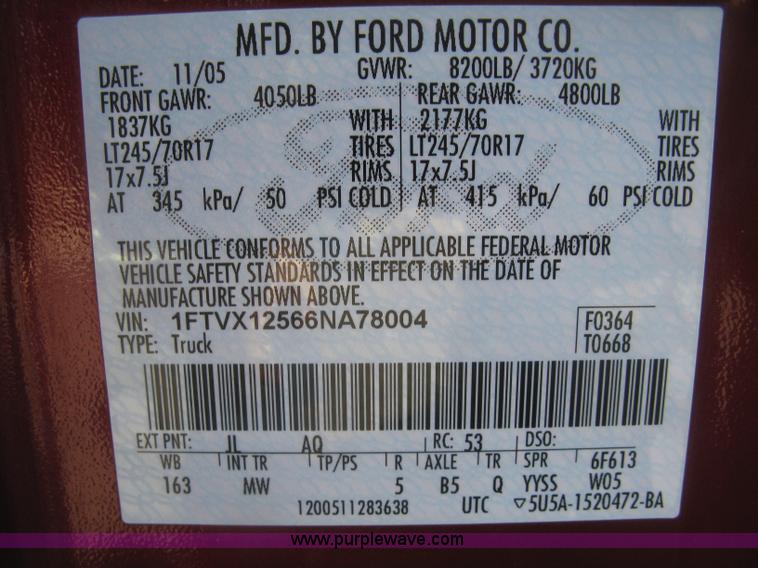 MFD. BY FORD MOTOR CO.
DATE: 11/05 GVWR: 8200LB/ 3720KG
FRONT GAWR: 4050LB REAR GAWR: 4800LB
1837KG WITH 2177KG WITH
LT245/70R17 TIRES LT245/70R17 TIRES
17x7.5J RIMS 17x7.5J RIMS
AT 345 kPa/ 50 PSI COLD AT 415 kPa/ 60 PSI COLD
Ford
THIS VEHICLE CONFORMS TO ALL APPLICABLE FEDERAL MOTOR
VEHICLE SAFETY STANDARDS IN EFFECT ON THE DATE OF
MANUFACTURE SHOWN ABOVE.
VIN: 1FTVX12566NA78004 F0364
TYPE: Truck T0668
EXT PNT: JL AQ RC: 53 DSO:
WB INT TR TP/PS R AXLE TR SPR 6F613
163 MW 5 B5 Q YYSS W05
1200511283638 UTC ▽5U5A-1520472-BA
www.purplewave.com